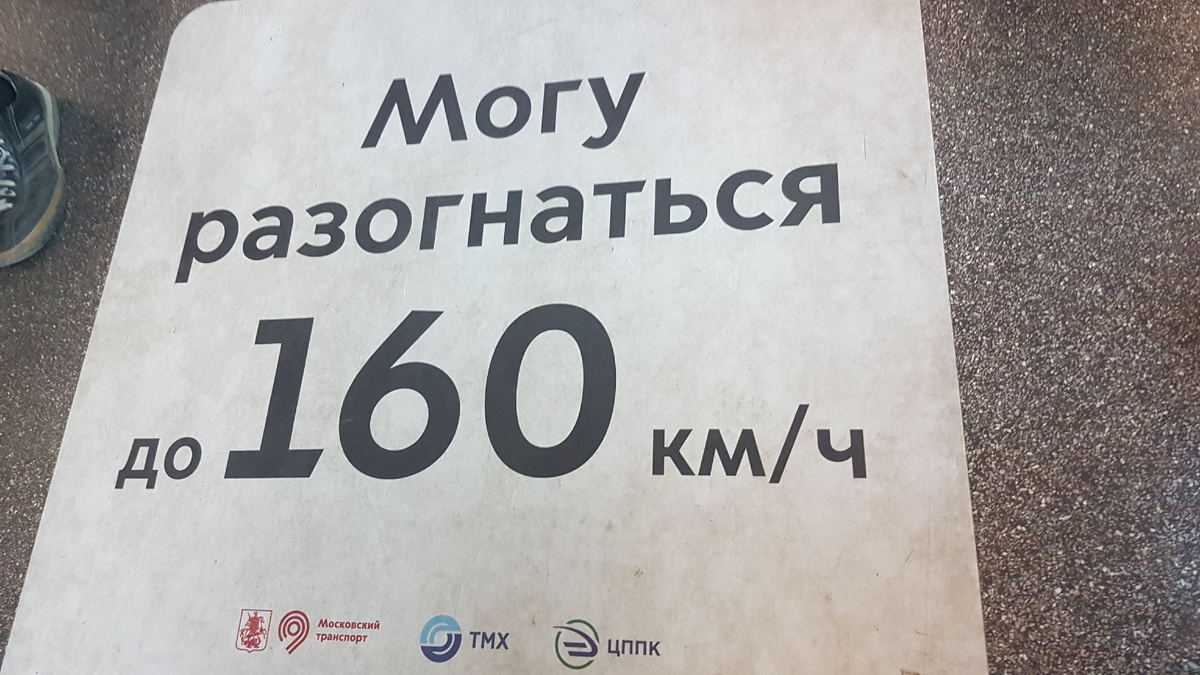 Могу
разогнаться
до 160 км/ч
Московский
транспорт
ТМХ
ЦППК